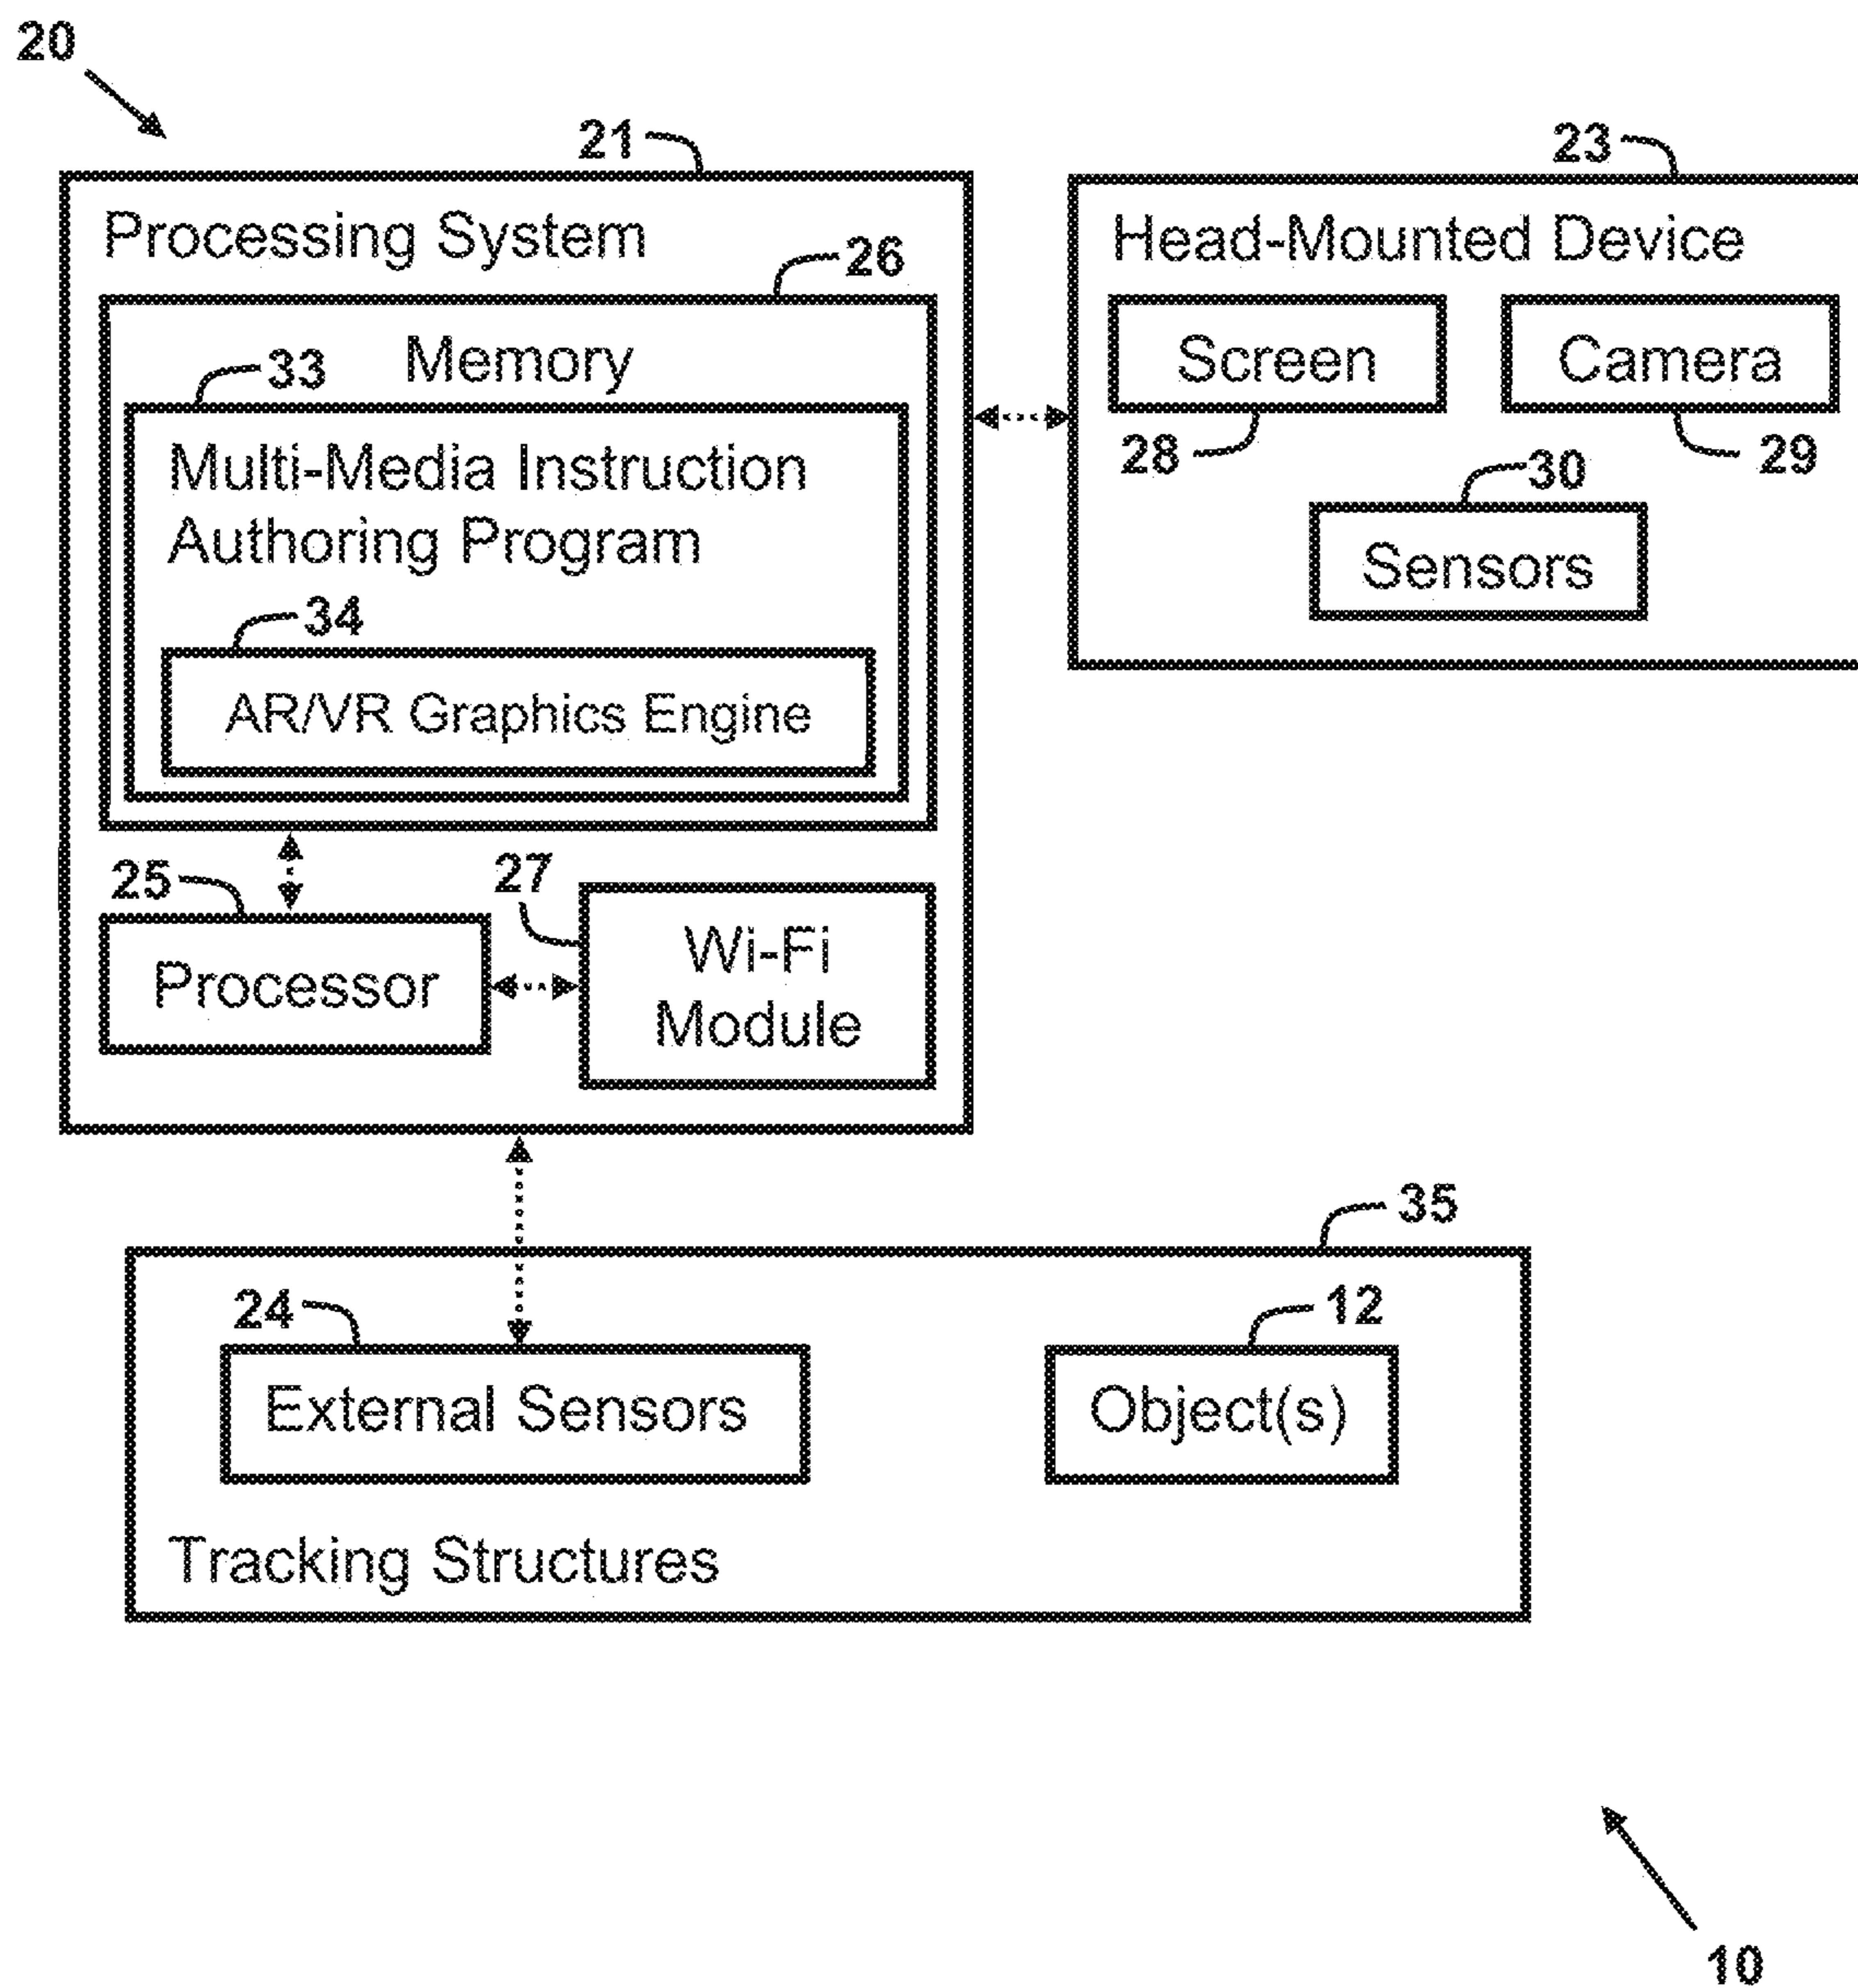 20
21
23
Processing System
Head-Mounted Device
26
Screen
Camera
Memory
33
28
29
Multi-Media Instruction
Authoring Program
30
Sensors
34
AR/VR Graphics Engine
25
27
Processor
Wi-Fi
Module
35
24
12
External Sensors
Object(s)
Tracking Structures
10